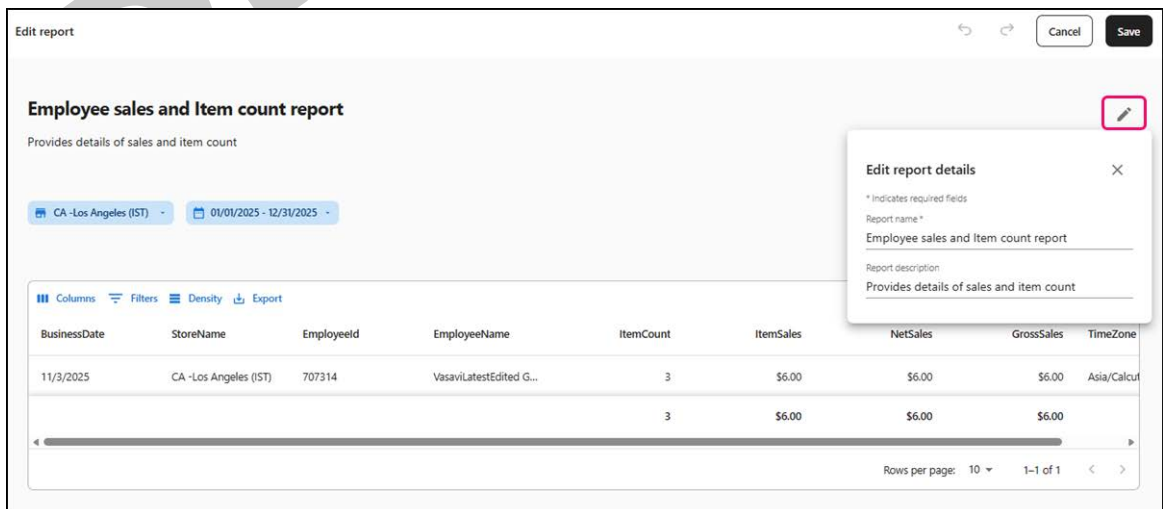 Edit report
Cancel
Save
Employee sales and Item count report
Provides details of sales and item count
Edit report details
* Indicates required fields
Report name *
Employee sales and Item count report
Report description
Provides details of sales and item count
CA -Los Angeles (IST)
01/01/2025 - 12/31/2025
Columns Filters Density Export
BusinessDate StoreName EmployeeId EmployeeName ItemCount ItemSales NetSales GrossSales TimeZone
11/3/2025 CA -Los Angeles (IST) 707314 VasaviLatestEdited G... 3 $6.00 $6.00 $6.00 Asia/Calcut
3 $6.00 $6.00 $6.00
Rows per page: 10 1–1 of 1